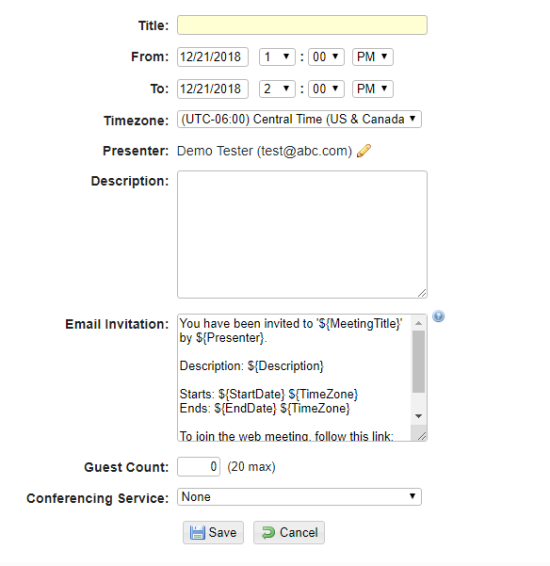 Title:
From: 12/21/2018 1 : 00 PM
To: 12/21/2018 2 : 00 PM
Timezone: (UTC-06:00) Central Time (US & Canada
Presenter: Demo Tester (test@abc.com)
Description:
Email Invitation: You have been invited to '${MeetingTitle}'
by ${Presenter}.
Description: ${Description}
Starts: ${StartDate} ${TimeZone}
Ends: ${EndDate} ${TimeZone}
To join the web meeting, follow this link:
Guest Count: 0 (20 max)
Conferencing Service: None
Save Cancel